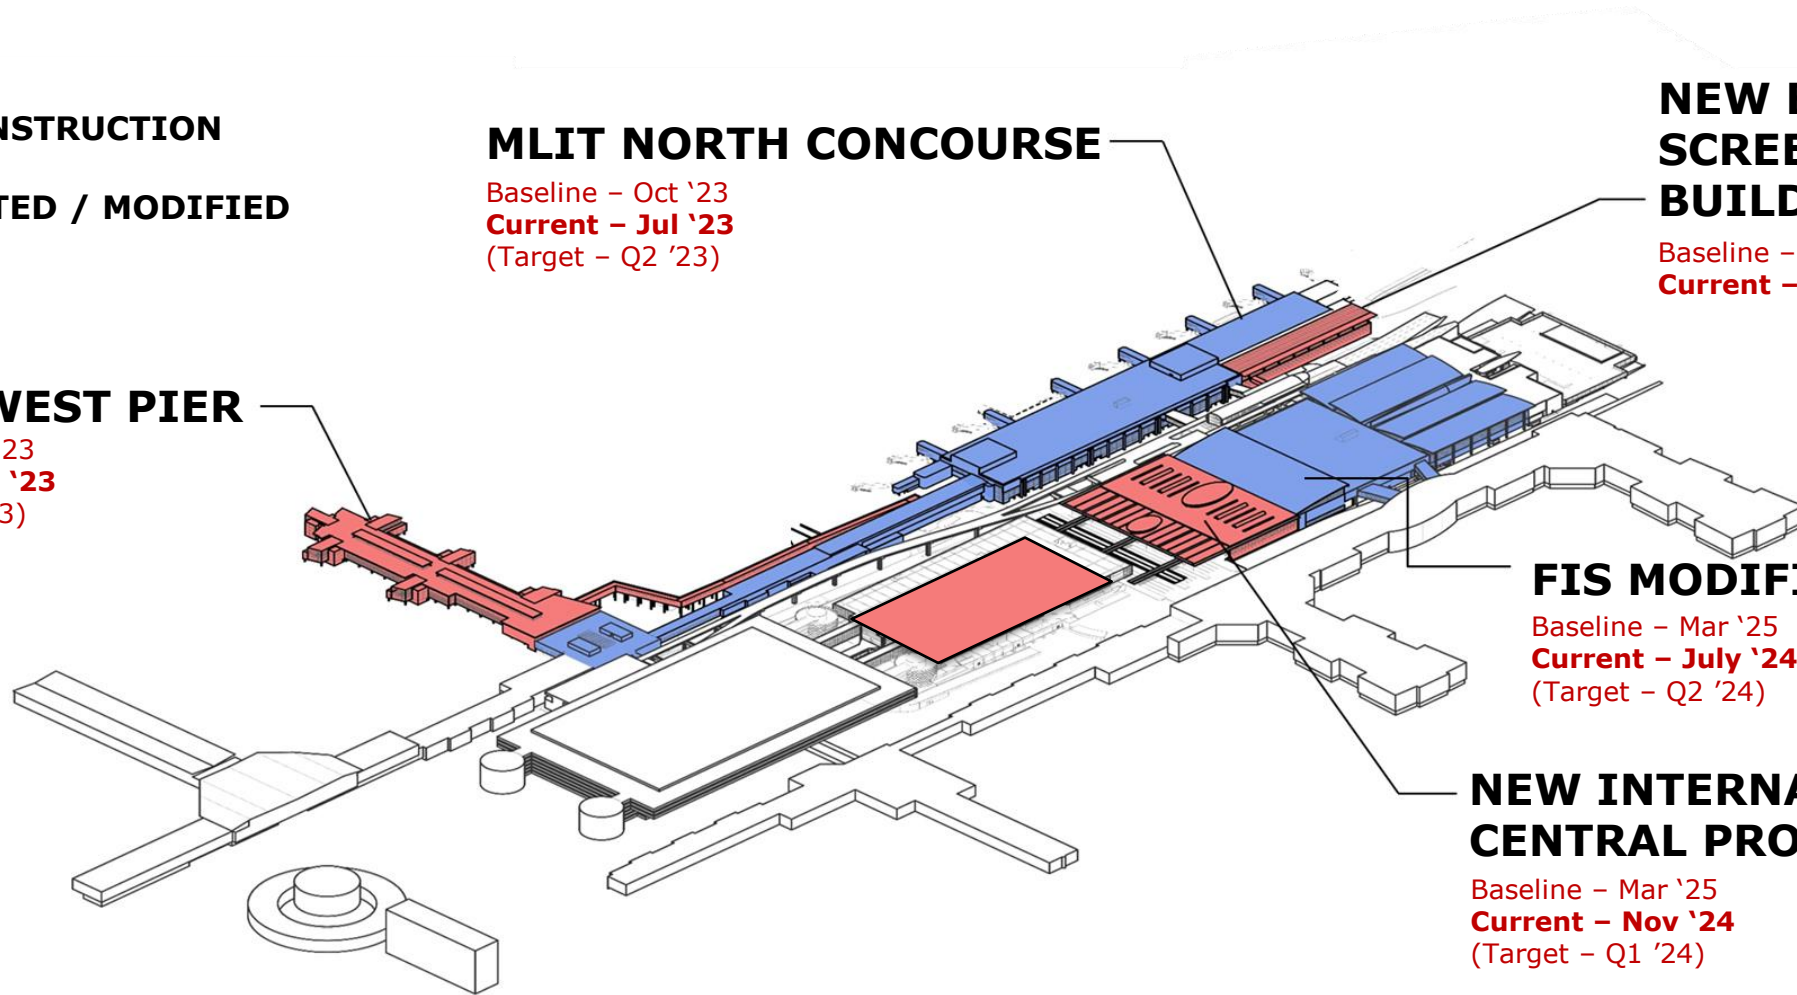 NSTRUCTION
TED / MODIFIED
MLIT NORTH CONCOURSE
Baseline – Oct ‘23
Current – Jul ‘23
(Target – Q2 ’23)
NEW
SCREE
BUILD
Baseline –
Current –
WEST PIER
23
‘23
3)
FIS MODIFI
Baseline – Mar ‘25
Current – July ‘24
(Target – Q2 ’24)
NEW INTERNA
CENTRAL PRO
Baseline – Mar ‘25
Current – Nov ‘24
(Target – Q1 ’24)